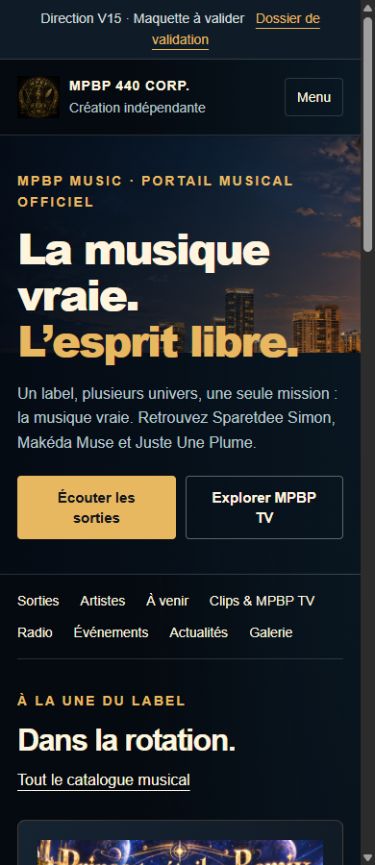 Direction V15 · Maquette à valider Dossier de
validation
MPBP 440 CORP.
Création indépendante
Menu
MPBP MUSIC · PORTAIL MUSICAL
OFFICIEL
La musique
vraie.
L’esprit libre.
Un label, plusieurs univers, une seule mission :
la musique vraie. Retrouvez Sparetdee Simon,
Makéda Muse et Juste Une Plume.
Écouter les
sorties
Explorer MPBP
TV
Sorties Artistes À venir Clips & MPBP TV
Radio Événements Actualités Galerie
À LA UNE DU LABEL
Dans la rotation.
Tout le catalogue musical